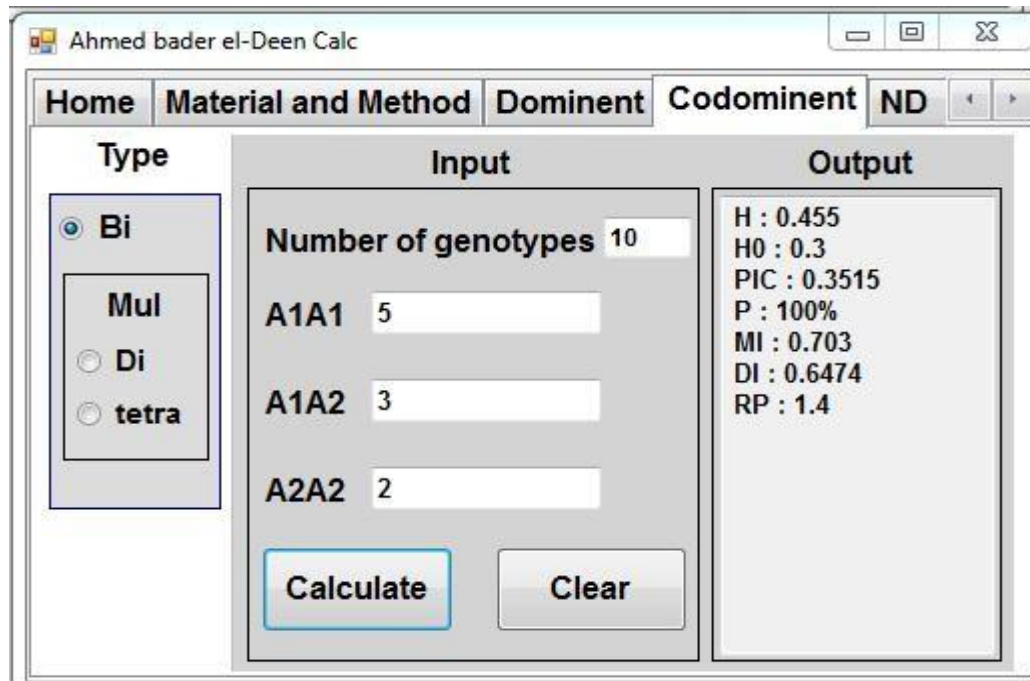 Ahmed bader el-Deen Calc
Home Material and Method Dominent Codominent ND
Type
Bi
Mul
Di
tetra
Input
Number of genotypes 10
A1A1 5
A1A2 3
A2A2 2
Calculate Clear
Output
H : 0.455
H0 : 0.3
PIC : 0.3515
P : 100%
MI : 0.703
DI : 0.6474
RP : 1.4